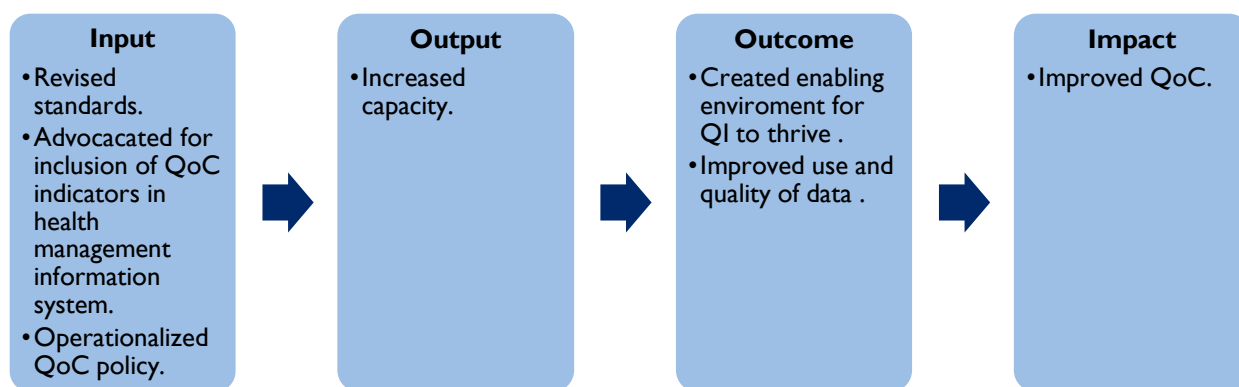 Input
•Revised
standards.
•Advocacated for
inclusion of QoC
indicators in
health
management
information
system.
•Operationalized
QoC policy.
Output
•Increased
capacity.
Outcome
•Created enabling
enviroment for
QI to thrive .
•Improved use and
quality of data .
Impact
•Improved QoC.